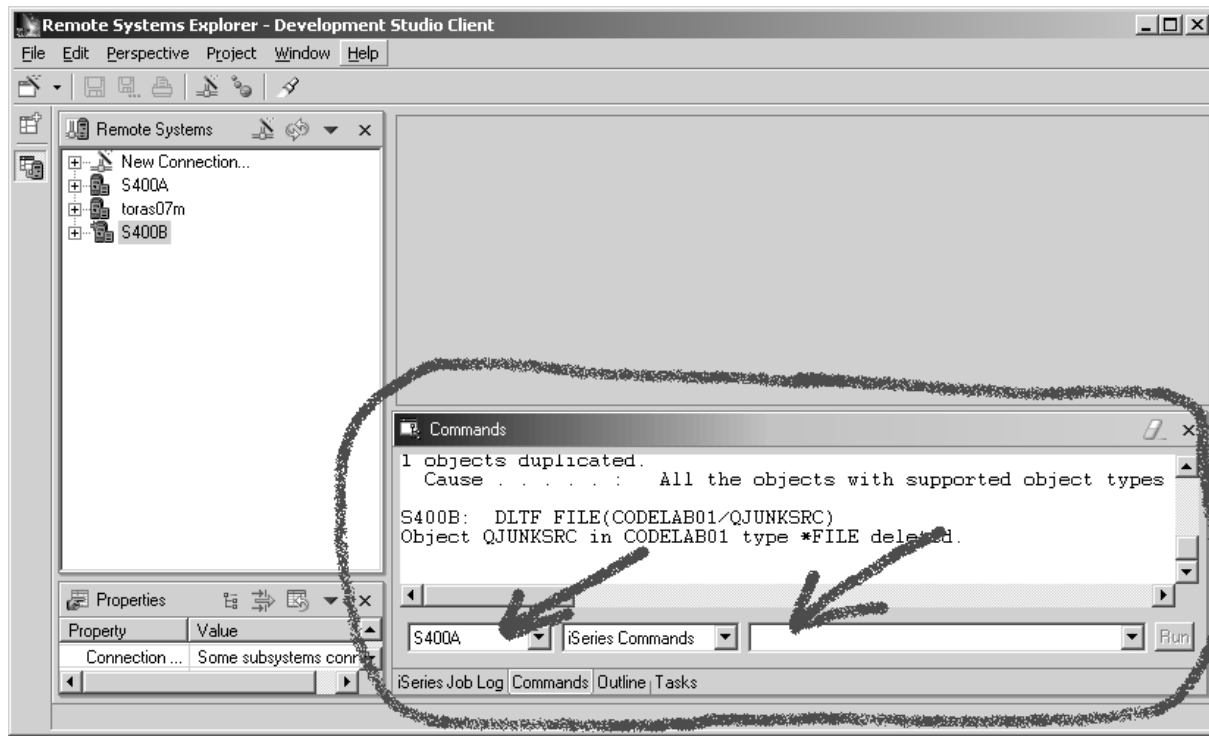 Remote Systems Explorer - Development Studio Client
File Edit Perspective Project Window Help
Remote Systems
New Connection...
S400A
toras07m
S400B
Commands
1 objects duplicated.
Cause . . . . . : All the objects with supported object types
S400B: DLTF FILE(CODELAB01/QJUNKSRC)
Object QJUNKSRC in CODELAB01 type *FILE deleted.
Properties
Property Value
Connection ... Some subsystems conn
S400A iSeries Commands Run
iSeries Job Log Commands Outline Tasks